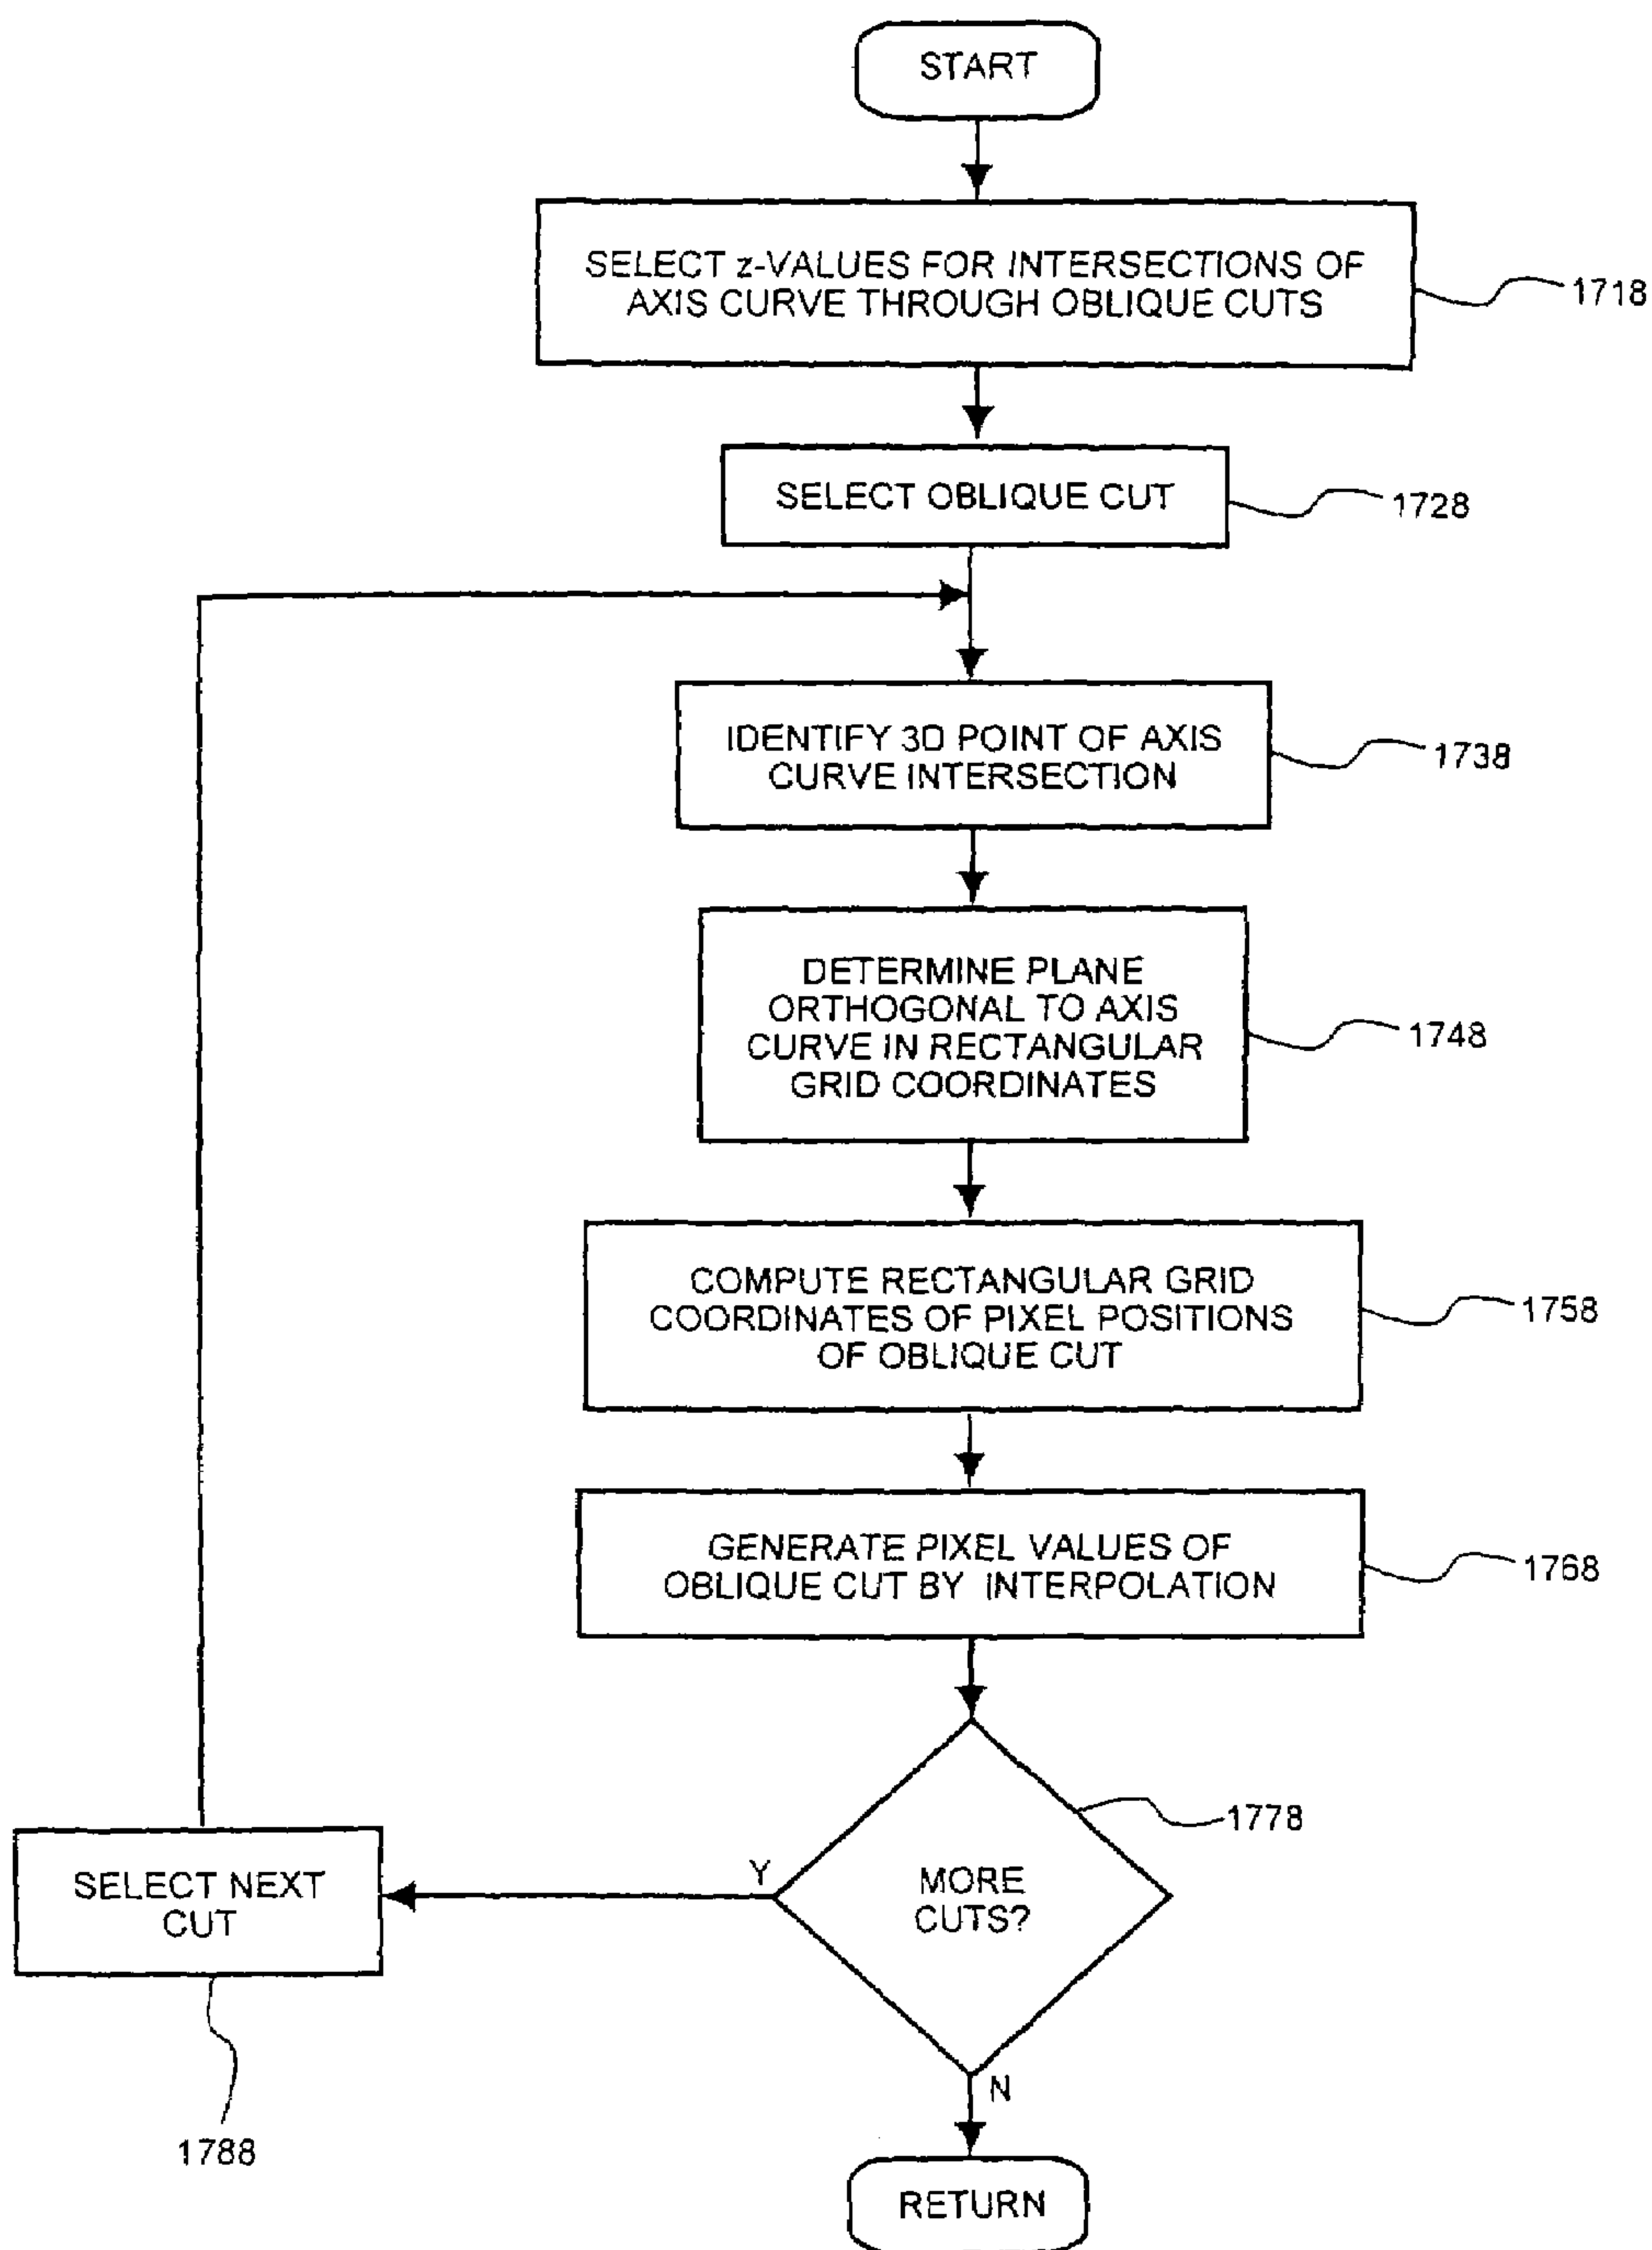 START
SELECT z-VALUES FOR INTERSECTIONS OF
AXIS CURVE THROUGH OBLIQUE CUTS
1718
SELECT OBLIQUE CUT
1728
IDENTIFY 3D POINT OF AXIS
CURVE INTERSECTION
1738
DETERMINE PLANE
ORTHOGONAL TO AXIS
CURVE IN RECTANGULAR
GRID COORDINATES
1748
COMPUTE RECTANGULAR GRID
COORDINATES OF PIXEL POSITIONS
OF OBLIQUE CUT
1758
GENERATE PIXEL VALUES OF
OBLIQUE CUT BY INTERPOLATION
1768
1778
MORE
CUTS?
Y
SELECT NEXT
CUT
1788
N
RETURN